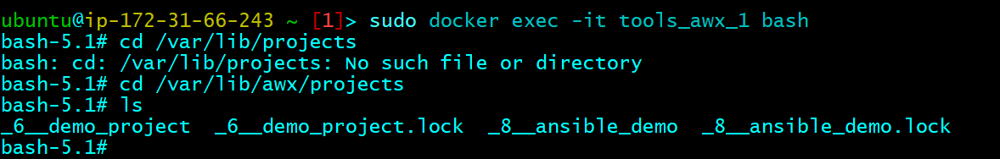 ubuntu@ip-172-31-66-243 ~ [1]> sudo docker exec -it tools_awx_1 bash
bash-5.1# cd /var/lib/projects
bash: cd: /var/lib/projects: No such file or directory
bash-5.1# cd /var/lib/awx/projects
bash-5.1# ls
_6__demo_project  _6__demo_project.lock  _8__ansible_demo  _8__ansible_demo.lock
bash-5.1#